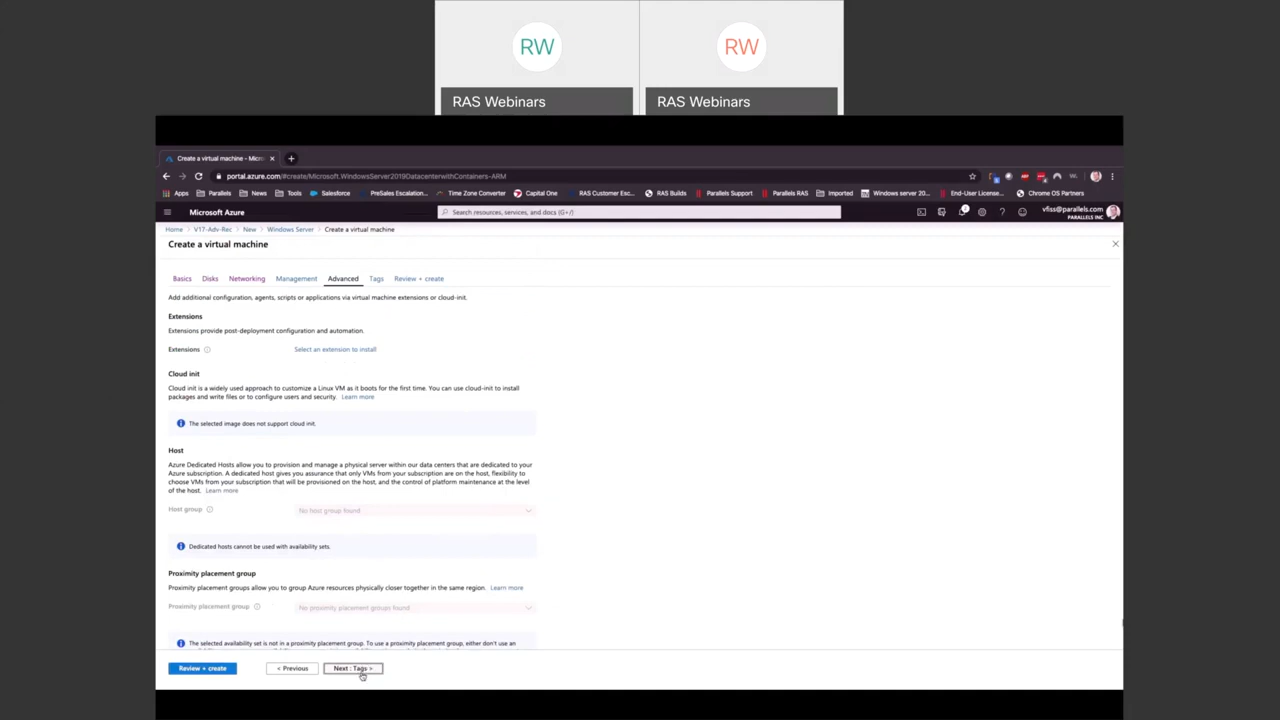 RW
RW
RAS Webinars
RAS Webinars
Create a virtual machine - Micro
portal.azure.com/#create/Microsoft.WindowsServer2019DatacenterwithContainers-ARM
Apps
Parallels
News
Tools
Salesforce
PreSales Escalation...
Time Zone Converter
Capital One
RAS Customer Exc...
RAS Builds
Parallels Support
Parallels RAS
Imported
Windows server 20...
End-User License...
Chrome OS Partners
Microsoft Azure
Search resources, services, and docs (G+/)
vfiss@parallels.com
PARALLELS INC
Home > V17-Adv-Rec > New > Windows Server > Create a virtual machine
Create a virtual machine
Basics Disks Networking Management Advanced Tags Review + create
Add additional configuration, agents, scripts or applications via virtual machine extensions or cloud-init.
Extensions
Extensions provide post-deployment configuration and automation.
Extensions
Select an extension to install
Cloud init
Cloud init is a widely used approach to customize a Linux VM as it boots for the first time. You can use cloud-init to install
packages and write files or to configure users and security. Learn more
The selected image does not support cloud init.
Host
Azure Dedicated Hosts allow you to provision and manage a physical server within our data centers that are dedicated to your
Azure subscription. A dedicated host gives you assurance that only VMs from your subscription are on the host, flexibility to
choose VMs from your subscription that will be provisioned on the host, and the control of platform maintenance at the level
of the host. Learn more
Host group
No host group found
Dedicated hosts cannot be used with availability sets.
Proximity placement group
Proximity placement groups allow you to group Azure resources physically closer together in the same region. Learn more
Proximity placement group
No proximity placement groups found
The selected availability set is not in a proximity placement group. To use a proximity placement group, either don't use an
Review + create
< Previous
Next : Tags >